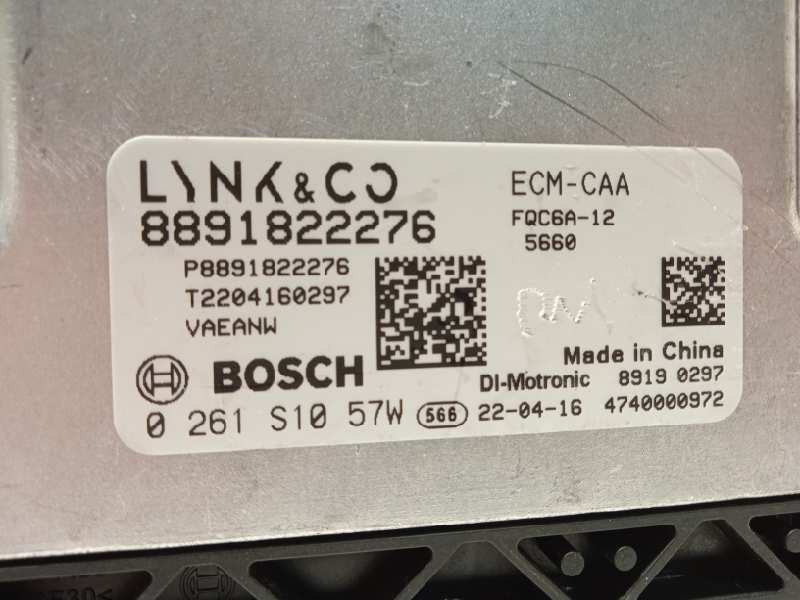 LYNK & CO
8891822276
P8891822276
T2204160297
VAEANW
ECM-CAA
FQC6A-12
5660
BOSCH
Made in China
DI-Motronic 8919 0297
0 261 S10 57W 566 22-04-16 4740000972